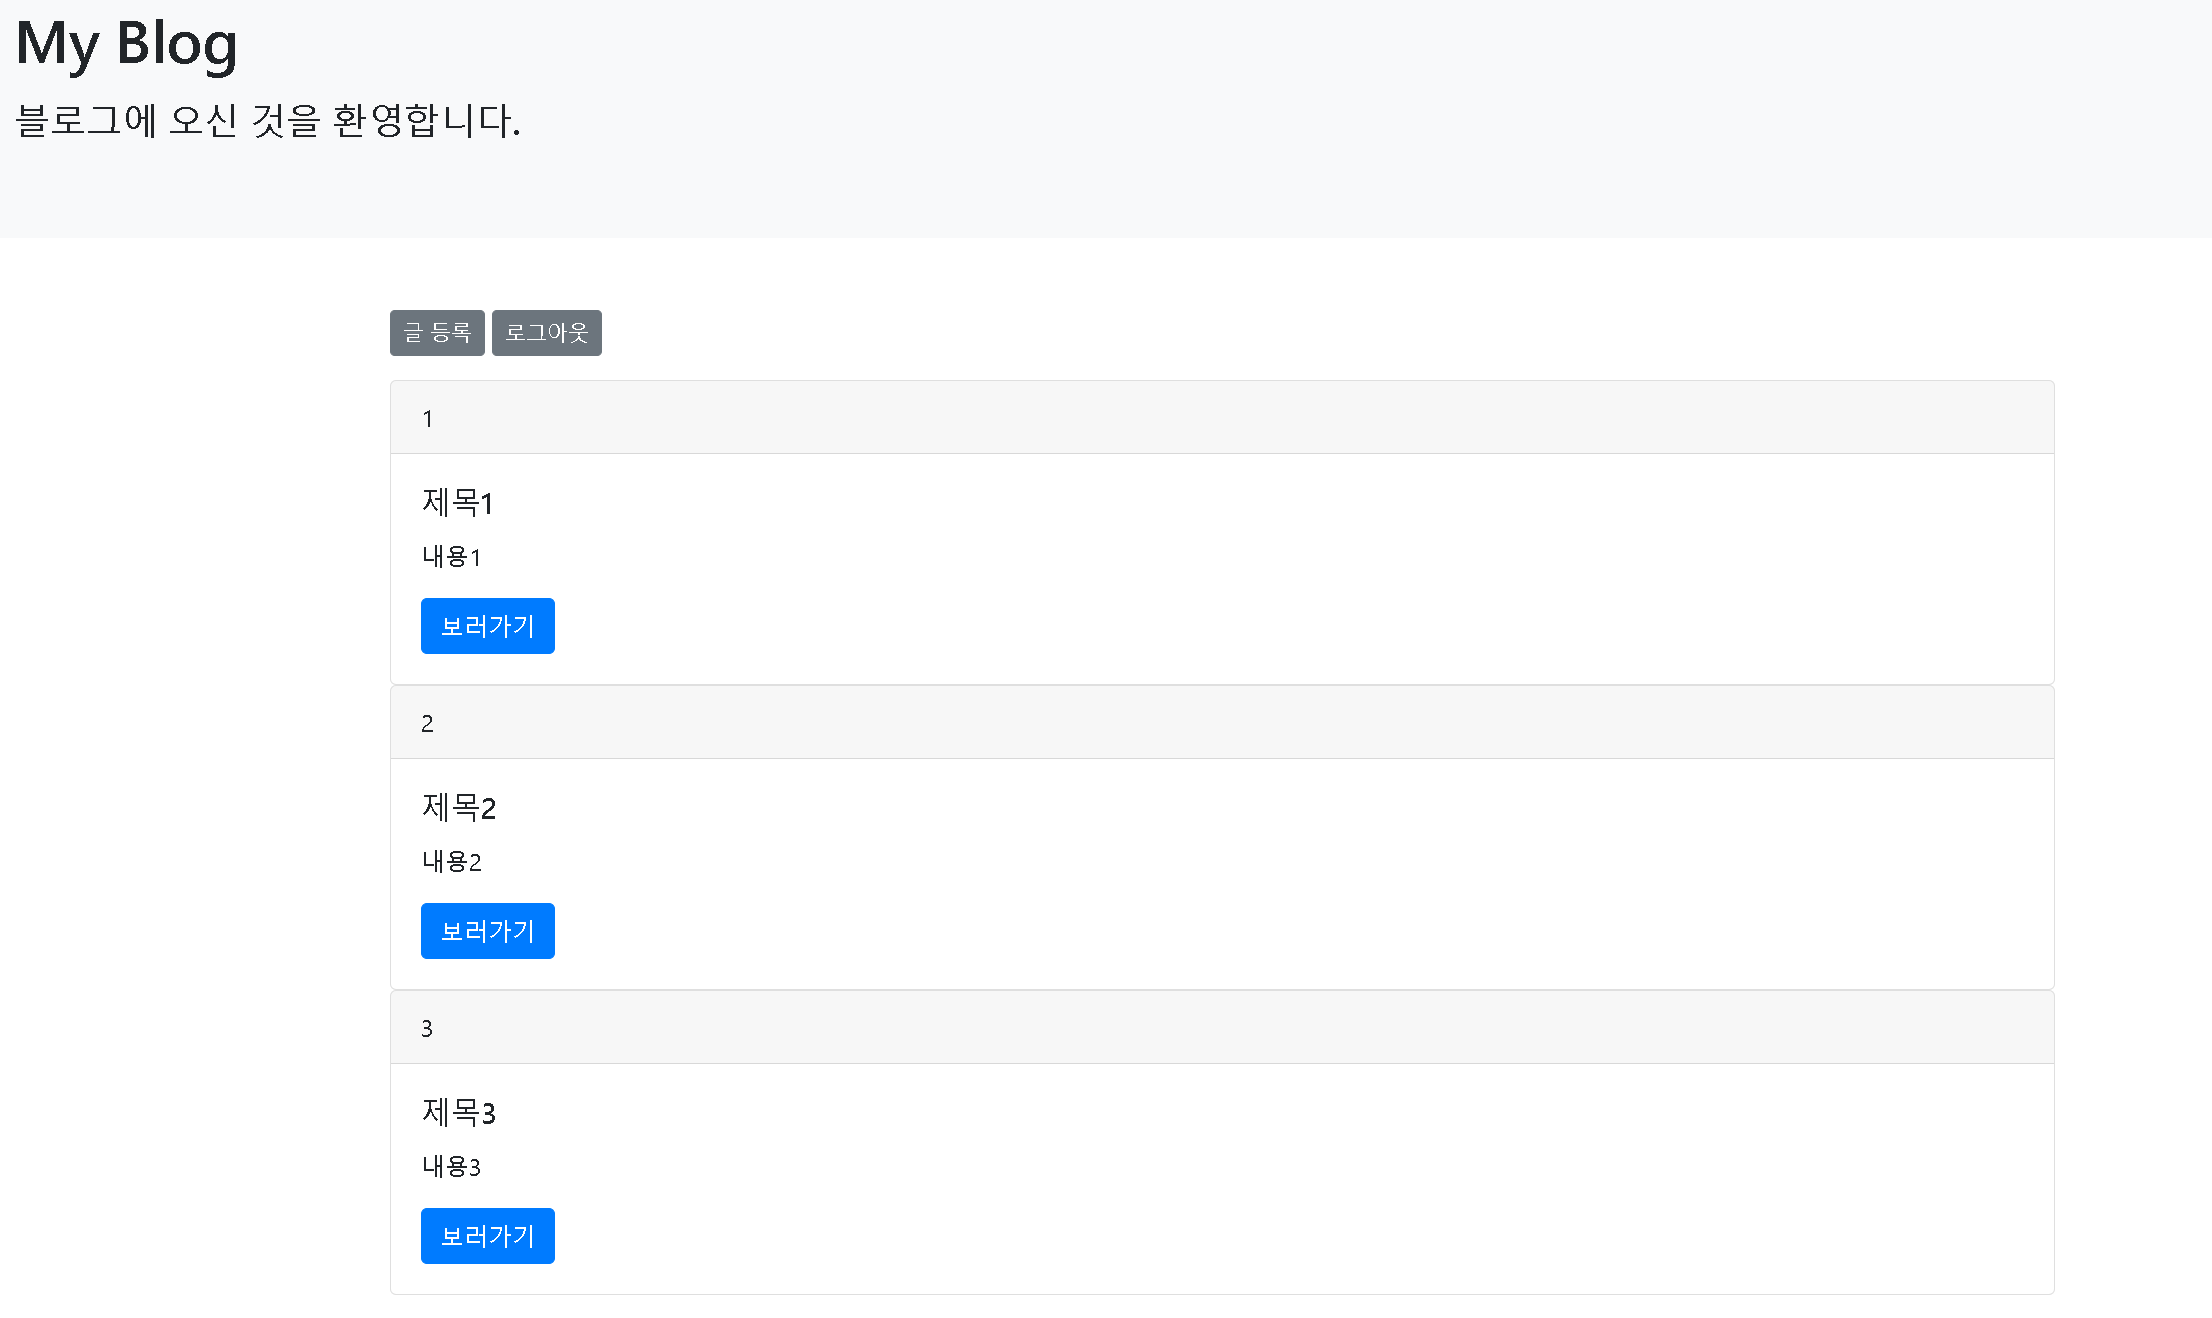 My Blog
블로그에 오신 것을 환영합니다.
글 등록 로그아웃
1
제목1
내용1
보러가기
2
제목2
내용2
보러가기
3
제목3
내용3
보러가기